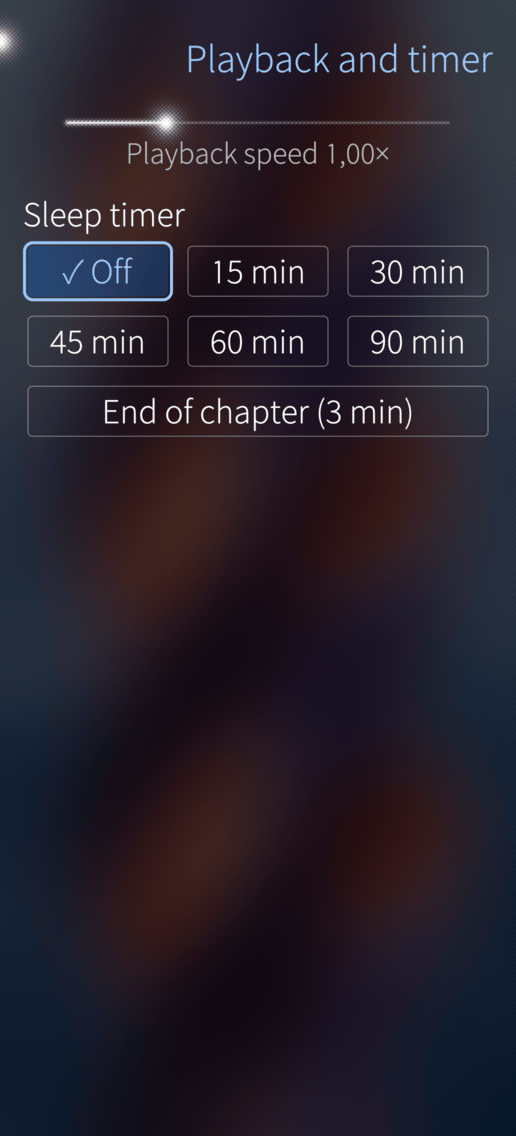 Playback and timer
Playback speed 1,00×
Sleep timer
✓ Off
15 min
30 min
45 min
60 min
90 min
End of chapter (3 min)